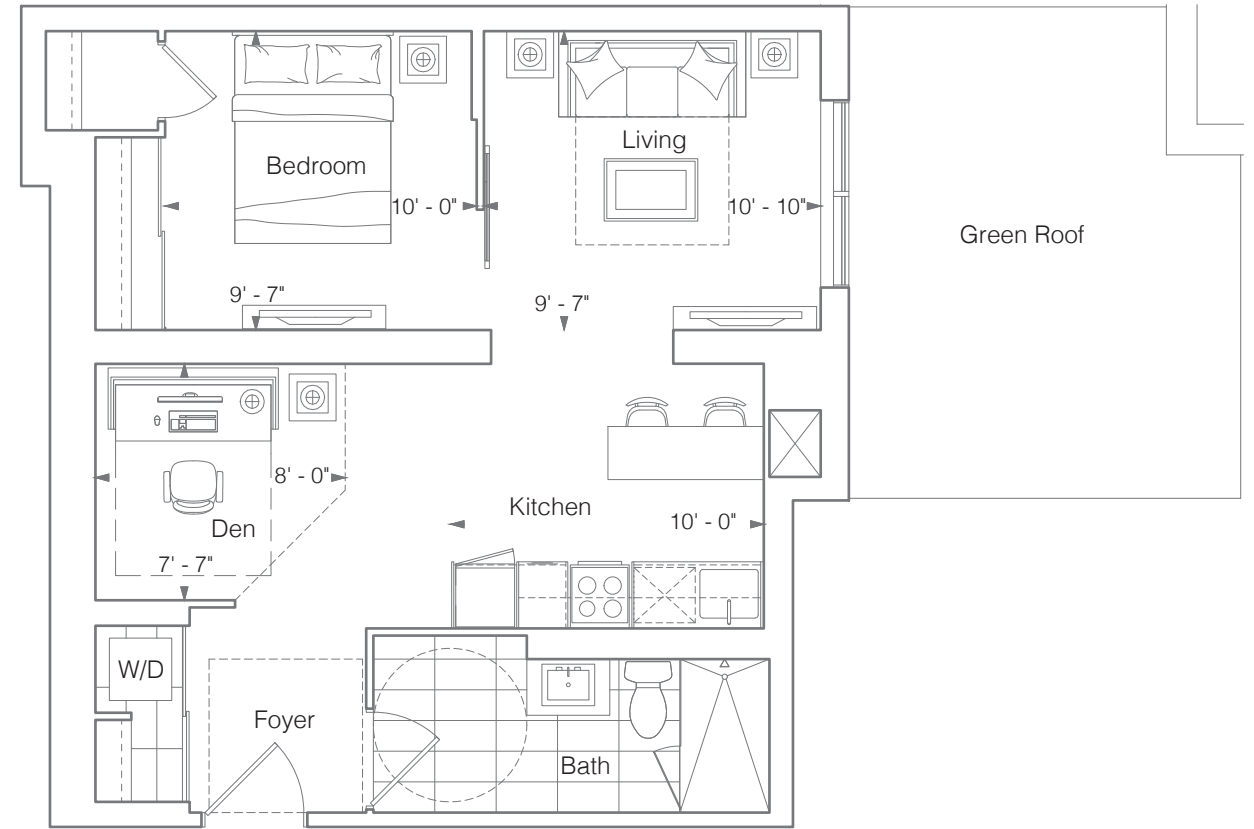 Bedroom
Living
10' - 0"
10' - 10"
Green Roof
9' - 7"
9' - 7"
8' - 0"
Den
7' - 7"
Kitchen
10' - 0"
W/D
Foyer
Bath